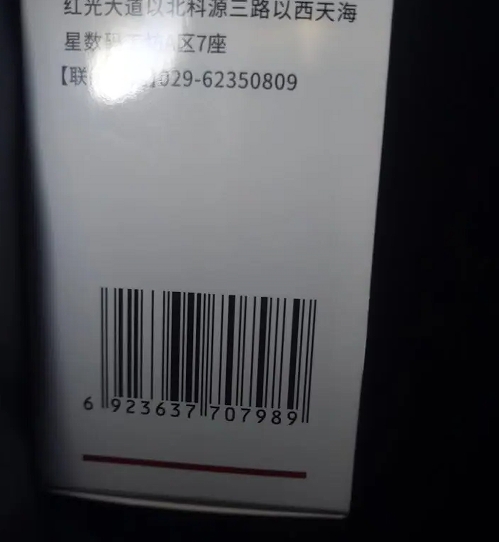 红光大道以北科源三路以西天海
星数码 区7座
【联 】029-62350809
6 923637 707989